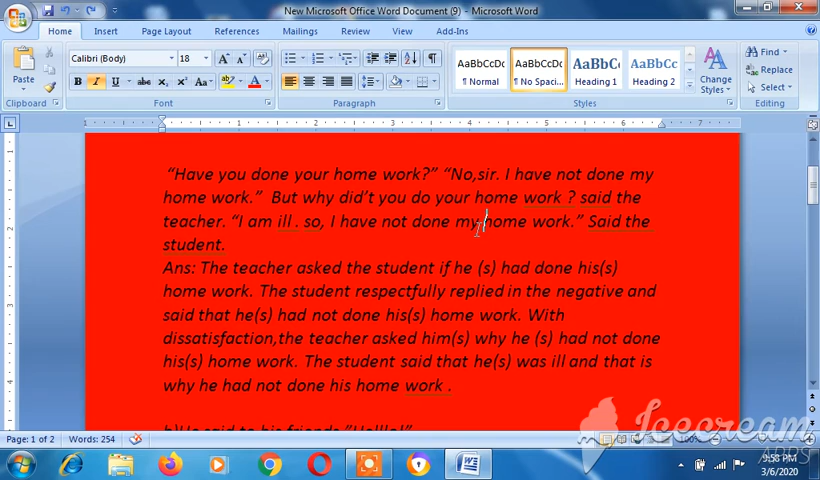 New Microsoft Office Word Document (9) - Microsoft Word
Home Insert Page Layout References Mailings Review View Add-Ins
Calibri (Body) 18
Paste
AaBbCcDc AaBbCcDc AaBbCc AaBbCc
¶ Normal ¶ No Spaci... Heading 1 Heading 2
Change Styles
Find
Replace
Select
Clipboard Font Paragraph Styles Editing
“Have you done your home work?” “No,sir. I have not done my
home work.” But why did’t you do your home work ? said the
teacher. “I am ill . so, I have not done my home work.” Said the
student.
Ans: The teacher asked the student if he (s) had done his(s)
home work. The student respectfully replied in the negative and
said that he(s) had not done his(s) home work. With
dissatisfaction,the teacher asked him(s) why he (s) had not done
his(s) home work. The student said that he(s) was ill and that is
why he had not done his home work .
Page: 1 of 2 Words: 254
100%
Icecream
APPS
9:58 PM
3/6/2020